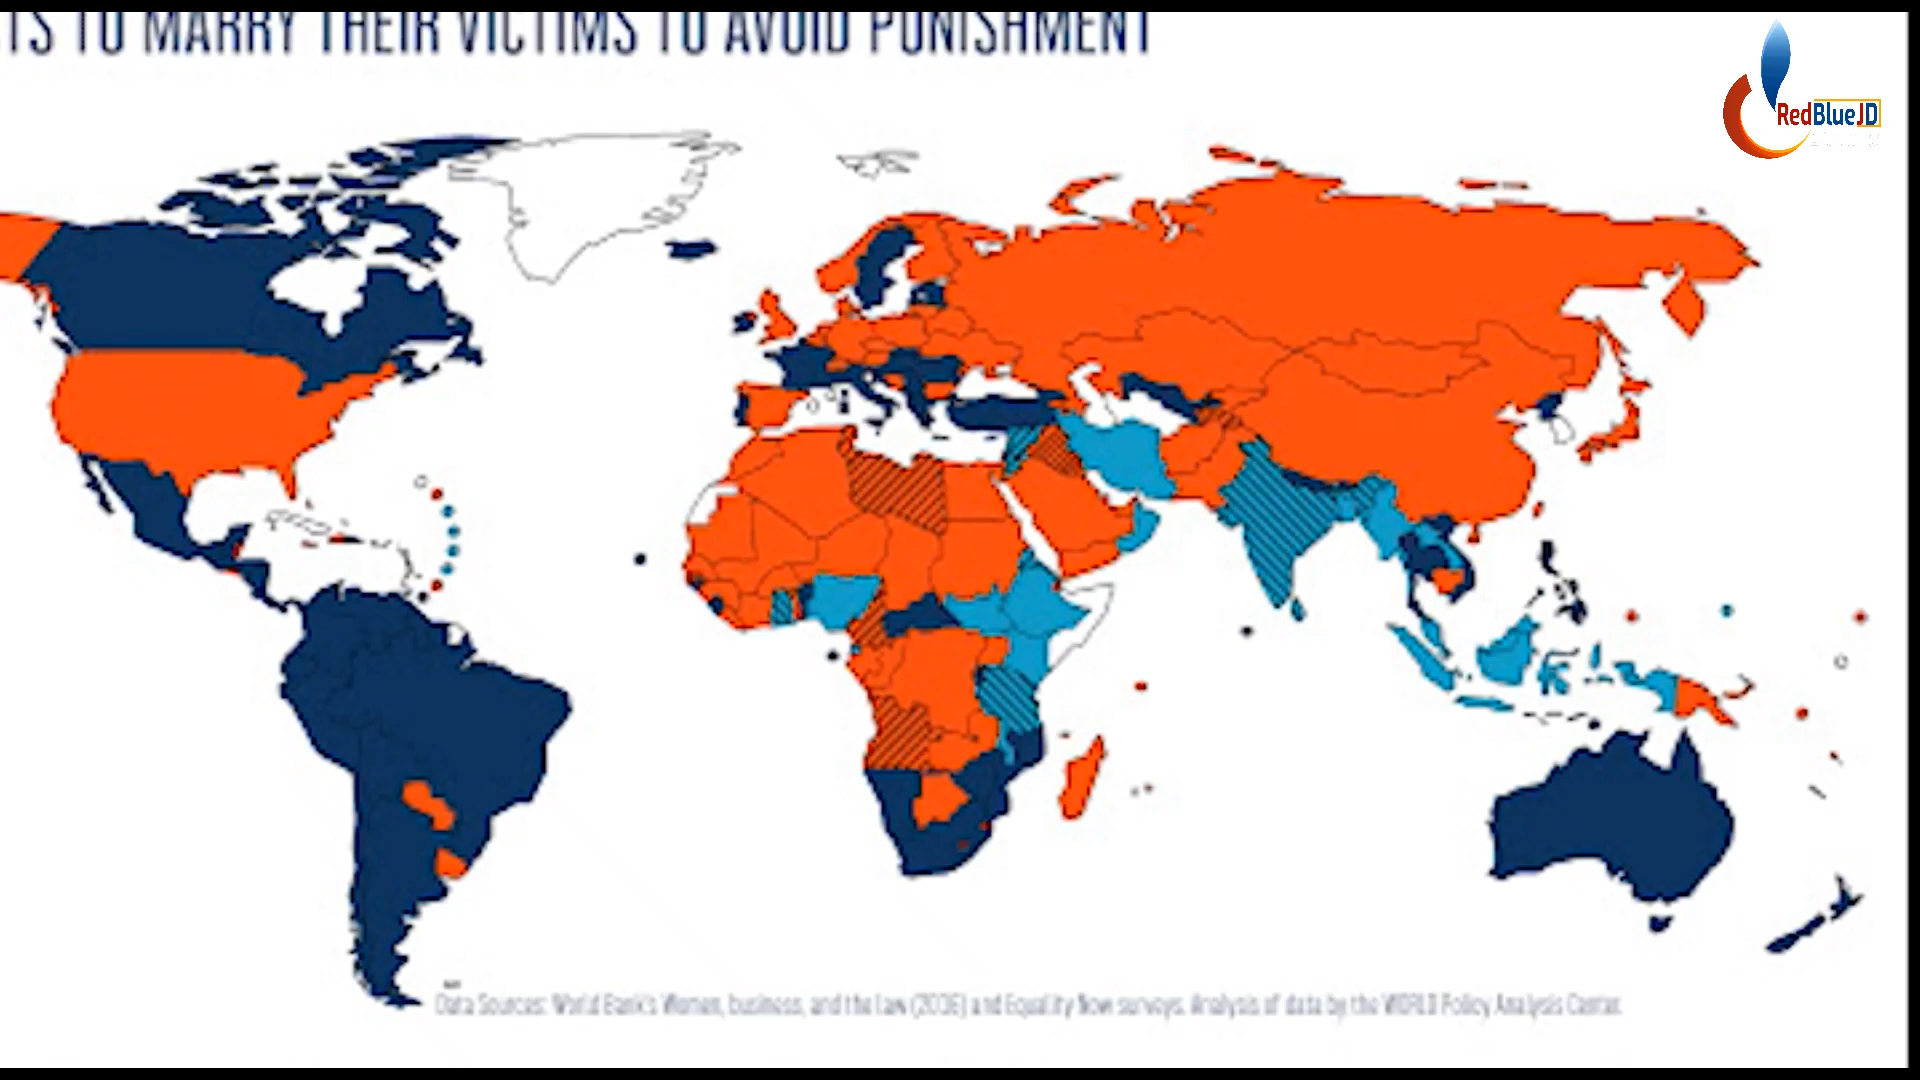 TS TO MARRY THEIR VICTIMS TO AVOID PUNISHMENT
RedBlueJD
Data Sources: World Bank's Women, business, and the Law (2016) and Equality Now surveys. Analysis of data by the WORLD Policy Analysis Center.